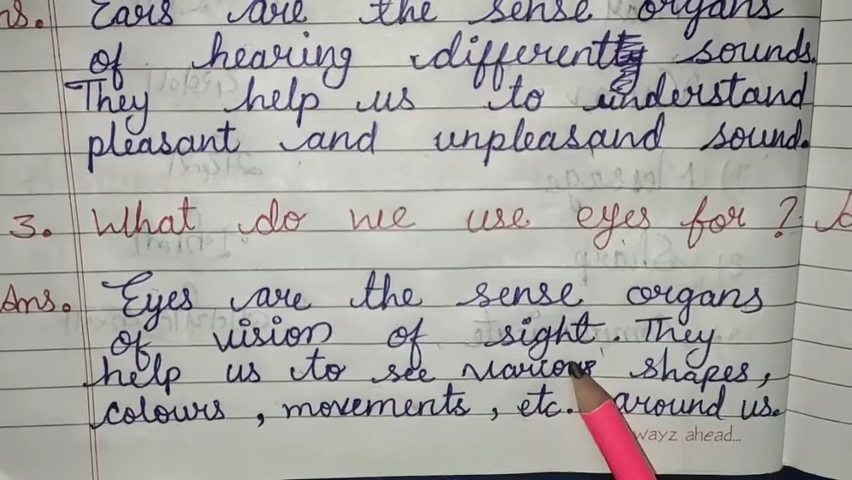 ns. Ears are the sense organs
of hearing different sounds.
They help us to understand
pleasant and unpleasand sound.
3. What do we use eyes for?
Ans. Eyes are the sense organs
of vision of sight. They
help us to see various shapes,
colours, movements, etc. around us.
wayz ahead...